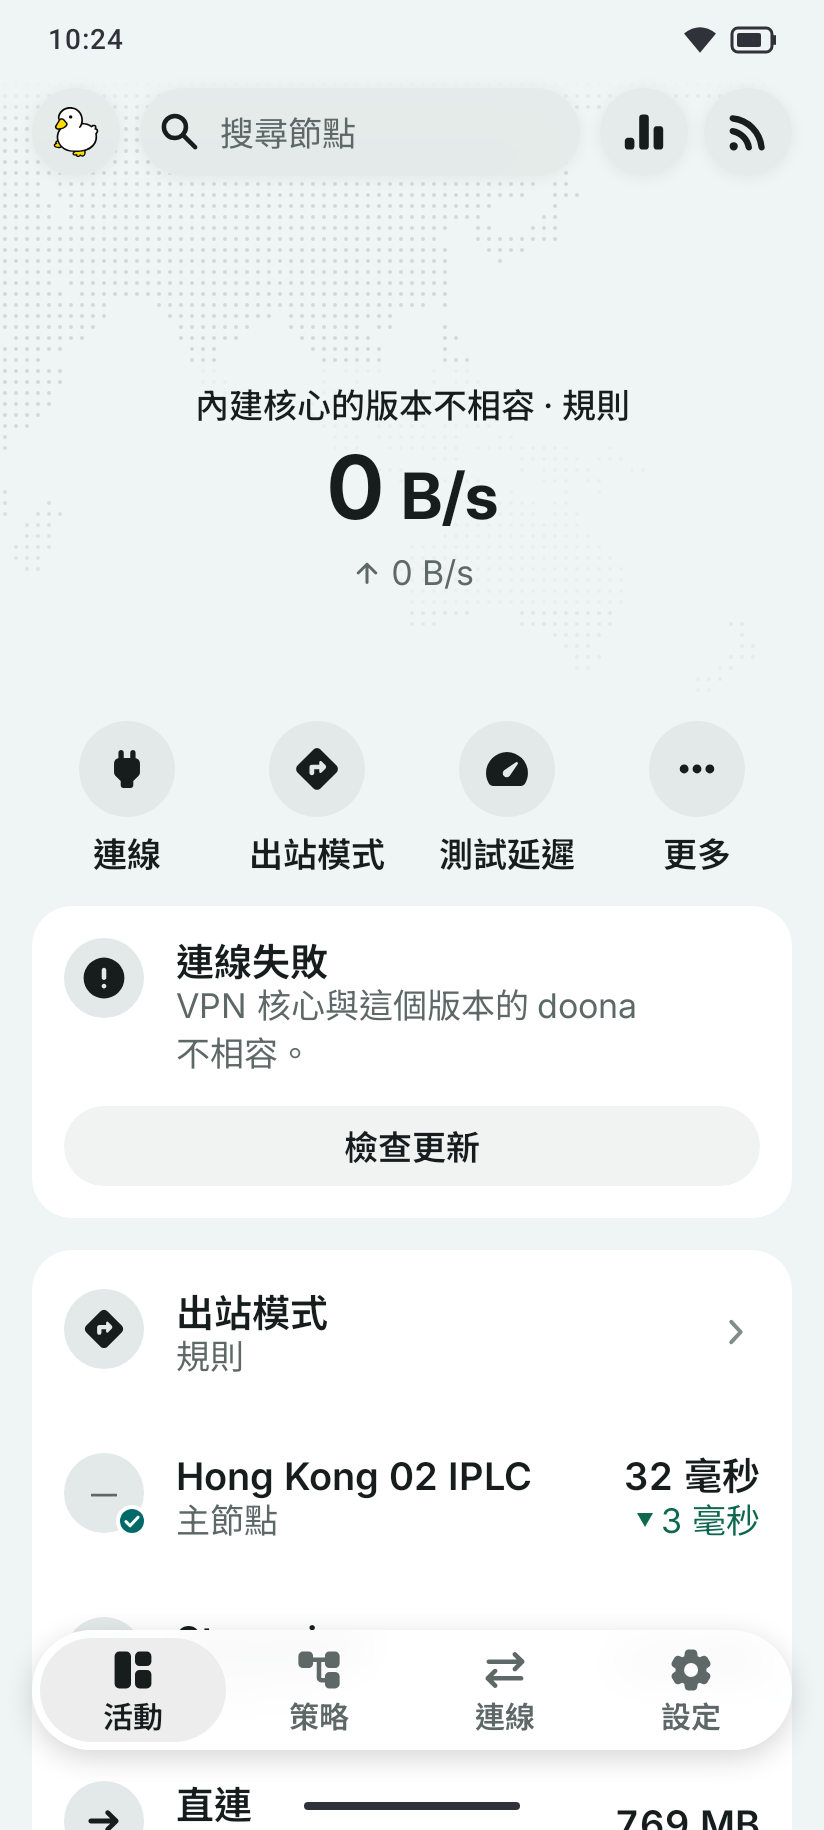 10:24
搜尋節點
內建核心的版本不相容 · 規則
0 B/s
↑ 0 B/s
連線
出站模式
測試延遲
更多
連線失敗
VPN 核心與這個版本的 doona
不相容。
檢查更新
出站模式
規則
Hong Kong 02 IPLC
32 毫秒
主節點
▼3 毫秒
活動
策略
連線
設定
直連
769 MB